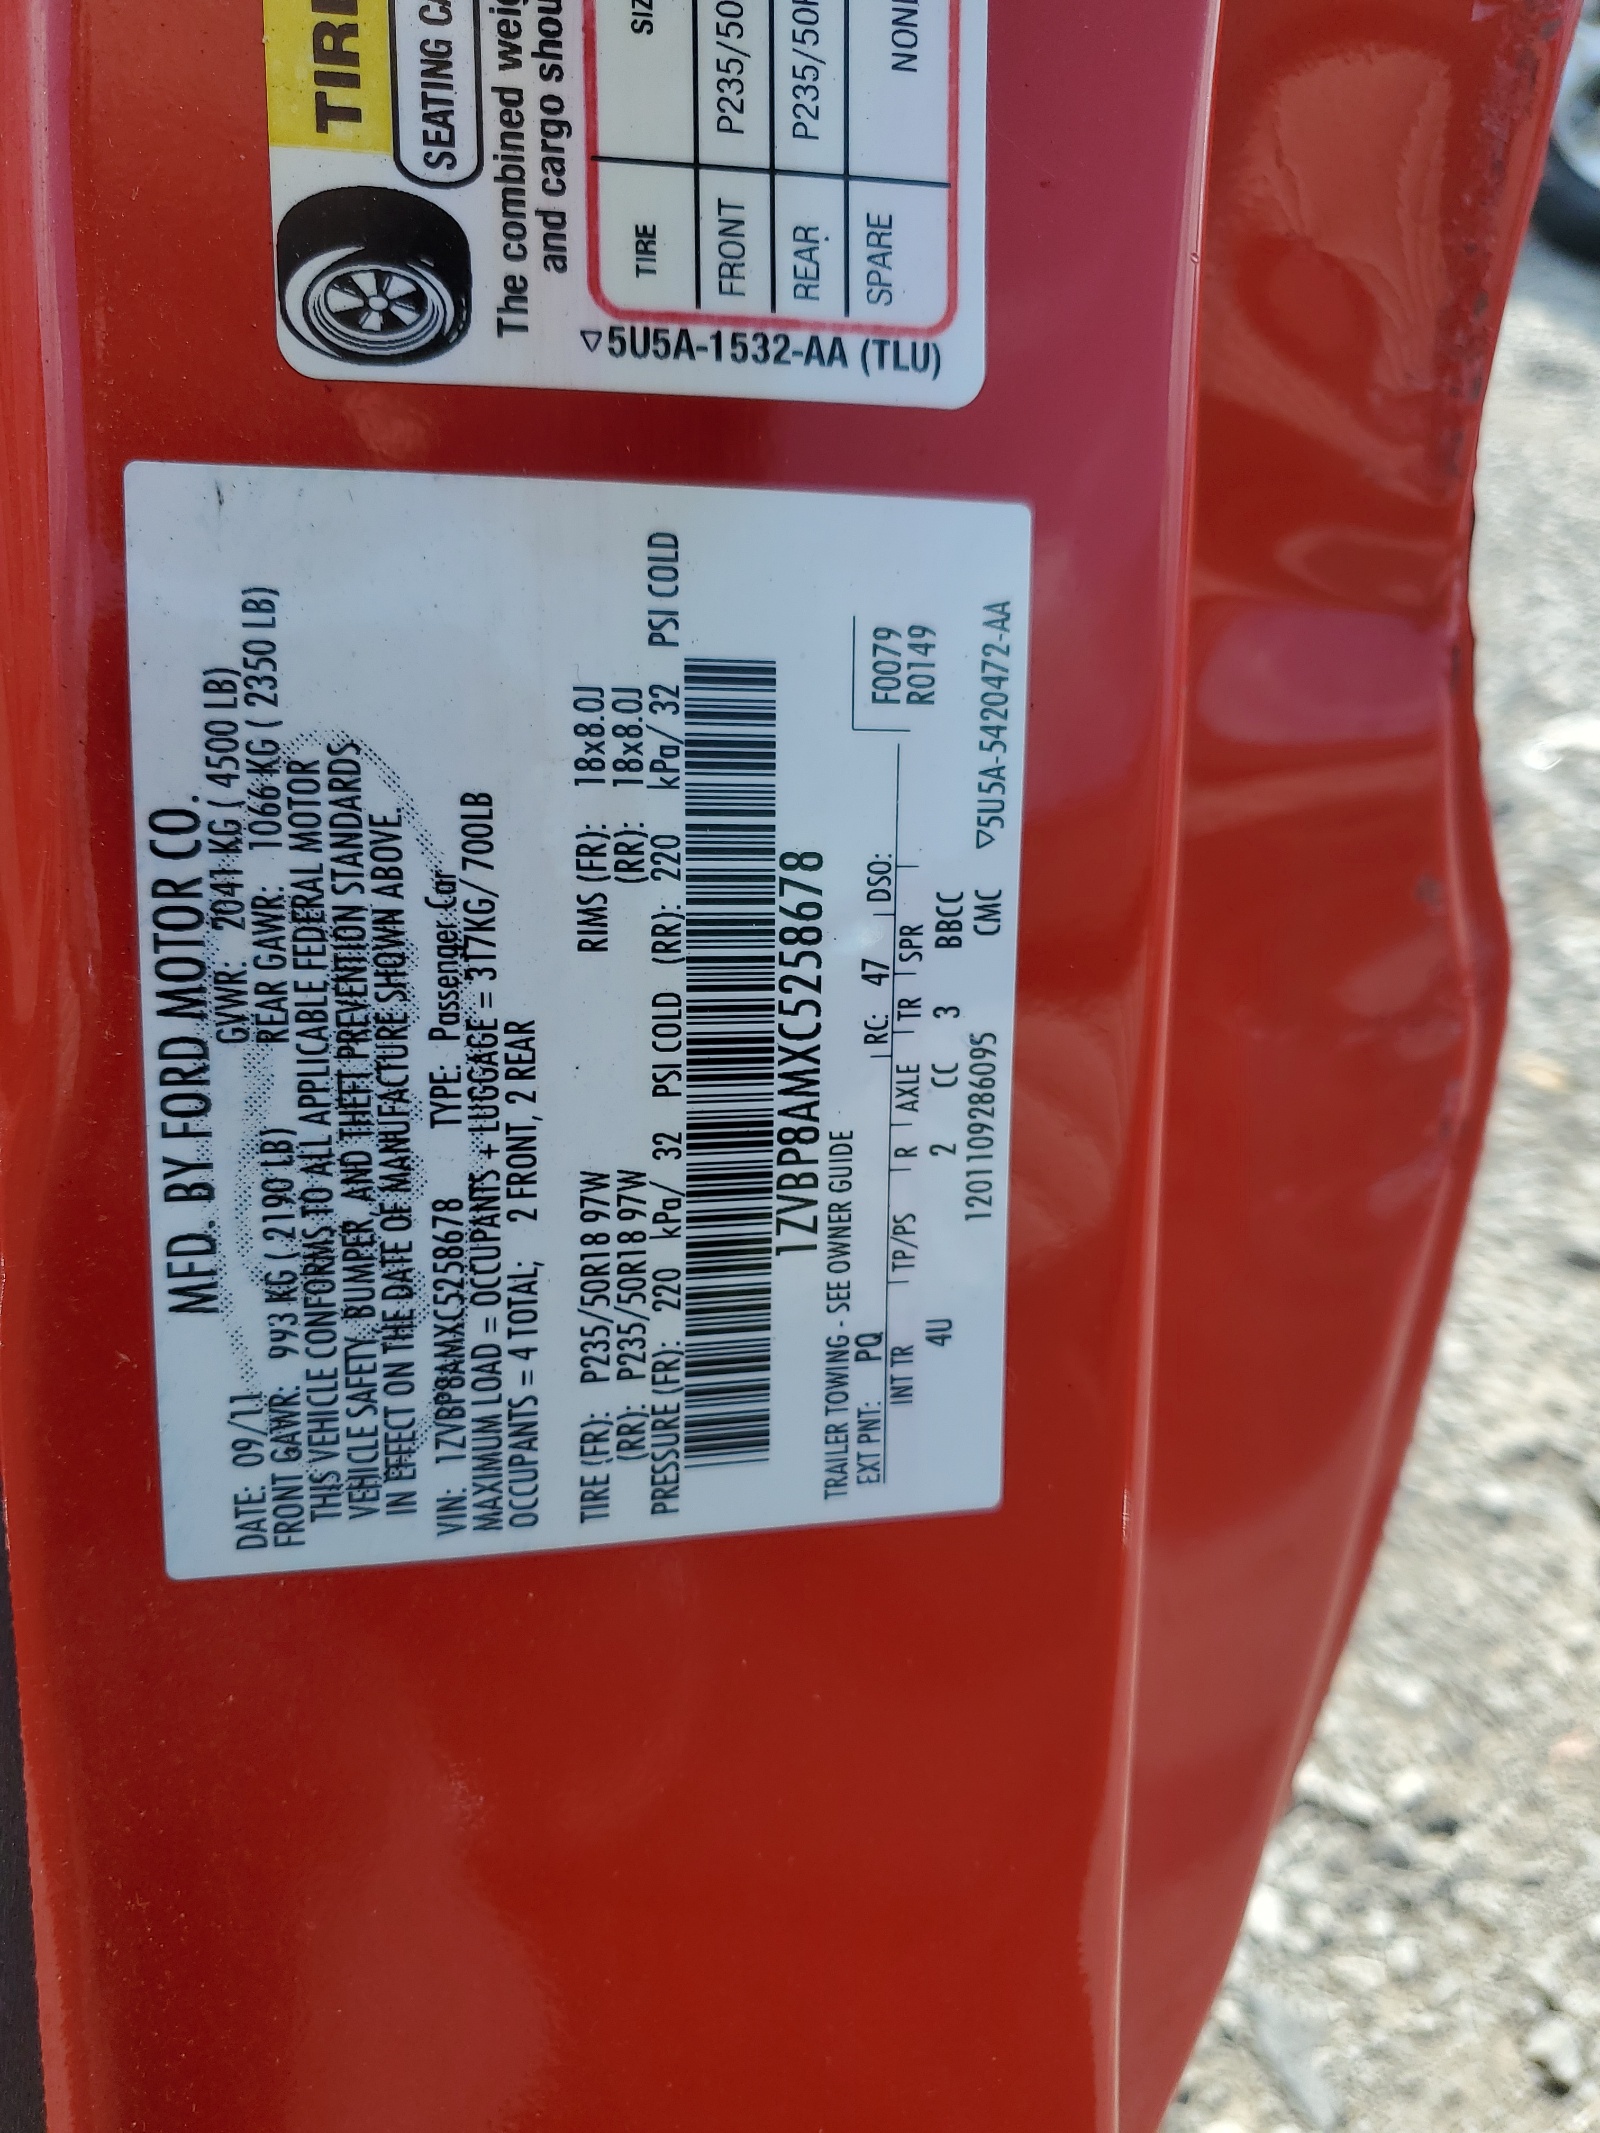 MFD. BY FORD MOTOR CO.
DATE: 09/11 GVWR: 2041 KG ( 4500 LB)
FRONT GAWR: 993 KG ( 2190 LB) REAR GAWR: 1066 KG ( 2350 LB)
THIS VEHICLE CONFORMS TO ALL APPLICABLE FEDERAL MOTOR
VEHICLE SAFETY, BUMPER, AND THEFT PREVENTION STANDARDS
IN EFFECT ON THE DATE OF MANUFACTURE SHOWN ABOVE.
VIN: 1ZVBP8AMXC5258678 TYPE: Passenger Car
MAXIMUM LOAD = OCCUPANTS + LUGGAGE = 317KG/ 700LB
OCCUPANTS = 4 TOTAL; 2 FRONT, 2 REAR
TIRE (FR): P235/50R18 97W RIMS (FR): 18x8.0J
(RR): P235/50R18 97W (RR): 18x8.0J
PRESSURE (FR): 220 kPa/ 32 PSI COLD (RR): 220 kPa/ 32 PSI COLD
1ZVBP8AMXC5258678
TRAILER TOWING - SEE OWNER GUIDE
EXT PNT: PQ RC: 47 DSO: F0079
INT TR TP/PS R AXLE TR SPR R0149
4U 2 CC 3 BBCC
1201109286095 CMC ▽5U5A-5420472-AA
TIRE
SEATING CA
The combined weig
and cargo shou
TIRE SIZ
FRONT P235/50
REAR P235/50R
SPARE NONE
▽5U5A-1532-AA (TLU)